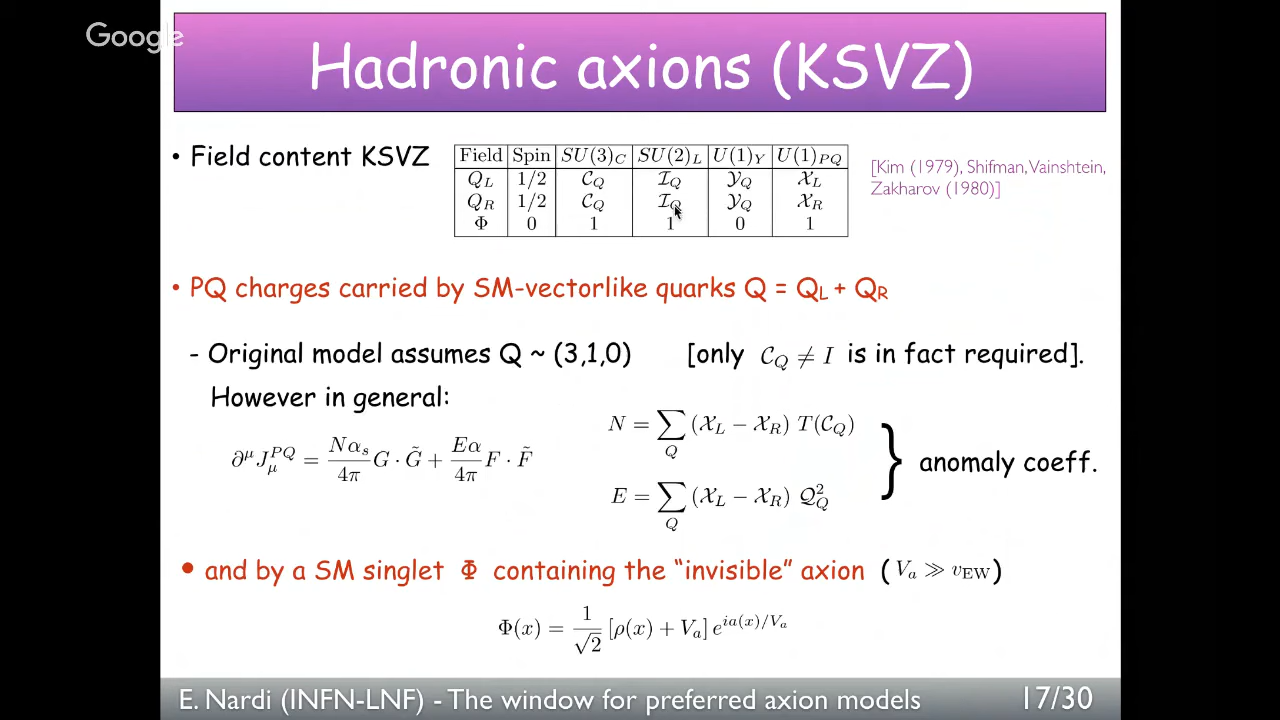 Google
Hadronic axions (KSVZ)
• Field content KSVZ
Field Spin SU(3)_C SU(2)_L U(1)_Y U(1)_PQ
Q_L 1/2 𝒞_Q ℐ_Q 𝒴_Q 𝒳_L
Q_R 1/2 𝒞_Q ℐ_Q 𝒴_Q 𝒳_R
Φ 0 1 1 0 1
[Kim (1979), Shifman, Vainshtein,
Zakharov (1980)]
• PQ charges carried by SM-vectorlike quarks Q = Q_L + Q_R
- Original model assumes Q ~ (3,1,0) [only 𝒞_Q ≠ I is in fact required].
However in general:
N = ∑_Q (𝒳_L − 𝒳_R) T(𝒞_Q)
∂^μ J_μ^PQ = Nα_s/4π G · G̃ + Eα/4π F · F̃
E = ∑_Q (𝒳_L − 𝒳_R) 𝒬_Q^2
} anomaly coeff.
• and by a SM singlet Φ containing the “invisible” axion ( V_a ≫ v_EW )
Φ(x) = 1/√2 [ρ(x) + V_a] e^{ia(x)/V_a}
E. Nardi (INFN-LNF) - The window for preferred axion models 17/30